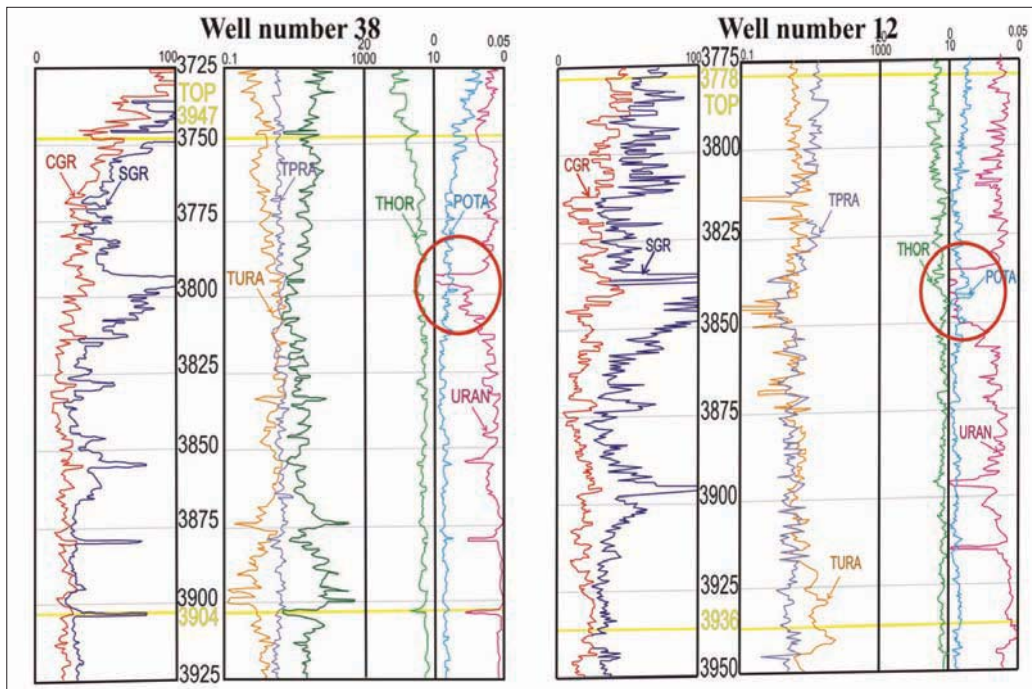 Well number 38
0 100 0.1 20 1000 0 10 0.05
3725
TOP
3947
3750
CGR
SGR
TPRA
THOR
POTA
3775
3800
TURA
3825
URAN
3850
3875
3900
3904
3925
Well number 12
0 100 0.1 20 1000 0 10 0.05
3775
3778
TOP
3800
CGR
TPRA
3825
SGR
THOR
POTA
3850
3875
URAN
3900
3925
TURA
3936
3950